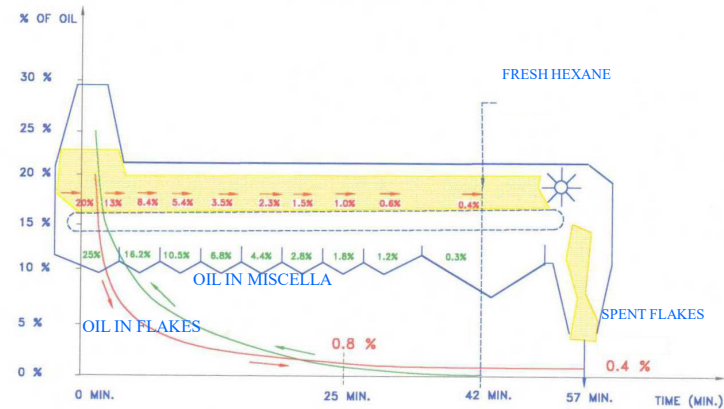 % OF OIL
30 %
FRESH HEXANE
25 %
20 %
20% 13% 8.4% 5.4% 3.5% 2.3% 1.5% 1.0% 0.6% 0.4%
15 %
25% 16.2% 10.5% 6.8% 4.4% 2.8% 1.8% 1.2% 0.3%
10 %
OIL IN MISCELLA
OIL IN FLAKES
SPENT FLAKES
5 %
0.8 %
0.4 %
0 %
0 MIN. 25 MIN. 42 MIN. 57 MIN. TIME (MIN.)